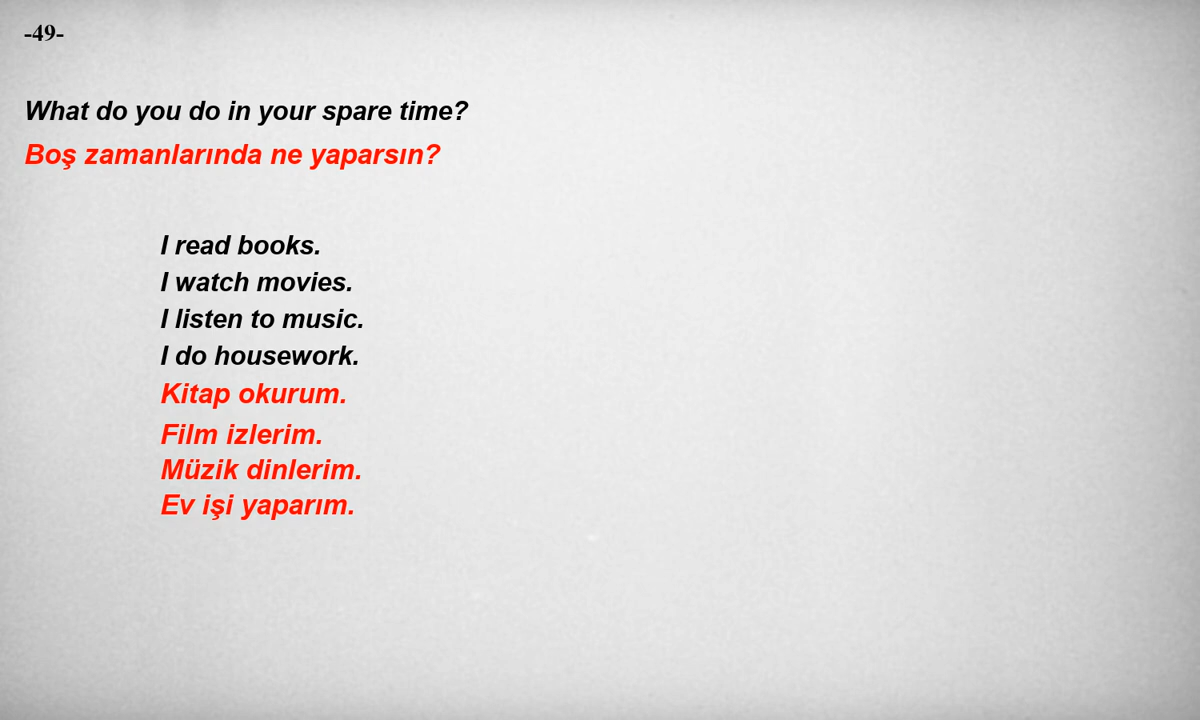 -49-
What do you do in your spare time?
Boş zamanlarında ne yaparsın?
I read books.
I watch movies.
I listen to music.
I do housework.
Kitap okurum.
Film izlerim.
Müzik dinlerim.
Ev işi yaparım.